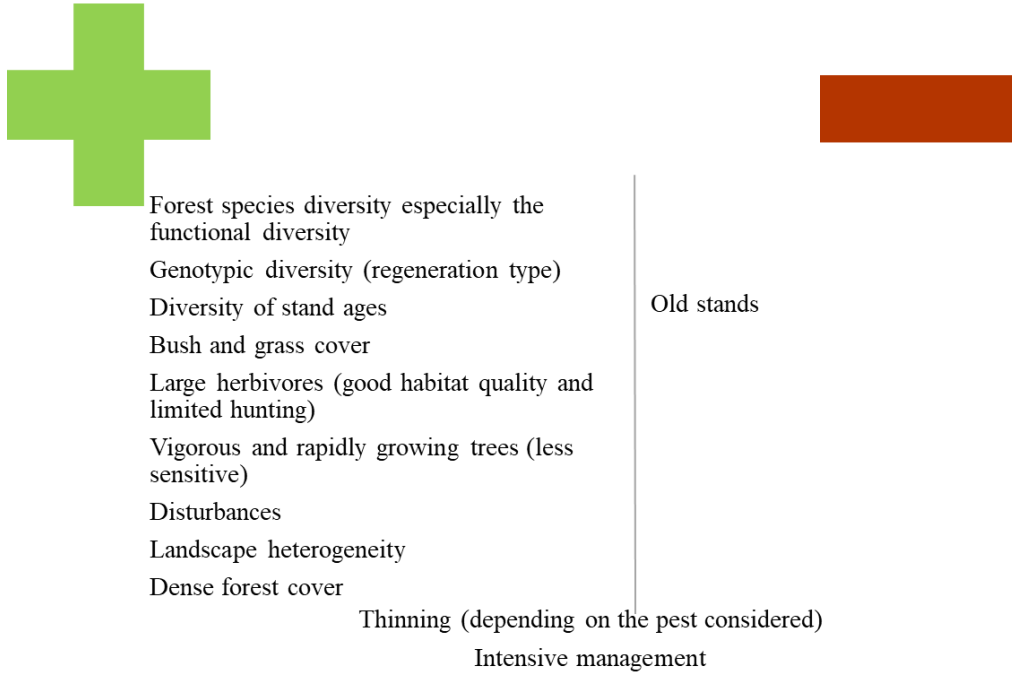 Forest species diversity especially the
functional diversity
Genotypic diversity (regeneration type)
Diversity of stand ages
Bush and grass cover
Large herbivores (good habitat quality and
limited hunting)
Vigorous and rapidly growing trees (less
sensitive)
Disturbances
Landscape heterogeneity
Dense forest cover
Old stands
Thinning (depending on the pest considered)
Intensive management